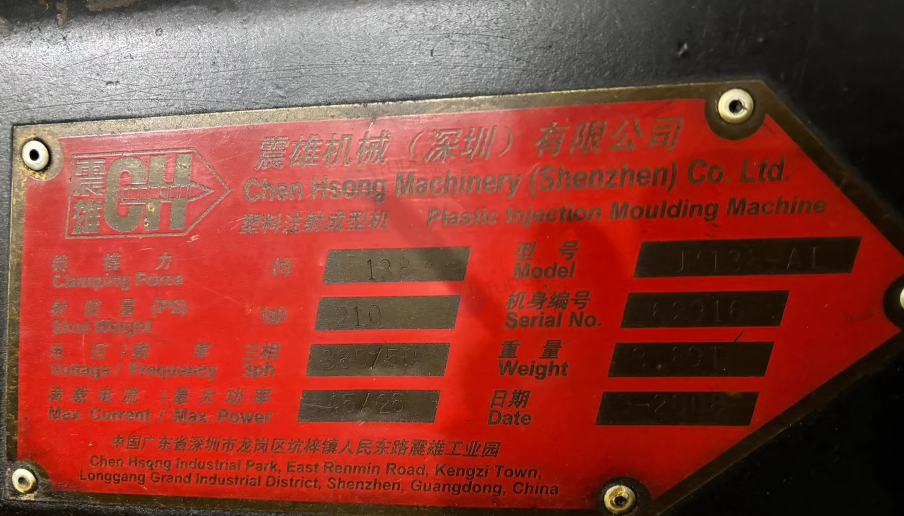 震雄 CH
震雄机械（深圳）有限公司
Chen Hsong Machinery (Shenzhen) Co. Ltd.
塑料注射成型机 Plastic Injection Moulding Machine
锁模力 (t) 138
Clamping Force
型号
Model
射胶量 (PS) (g) 210
Shot Weight
机身编号
Serial No.
电压/频率 三相
Voltage / Frequency 3ph
重量
Weight
满载电流/最大功率
Max Current / Max Power
日期
Date
中国广东省深圳市龙岗区坑梓镇人民东路震雄工业园
Chen Hsong Industrial Park, East Renmin Road, Kengzi Town,
Longgang Grand Industrial District, Shenzhen, Guangdong, China